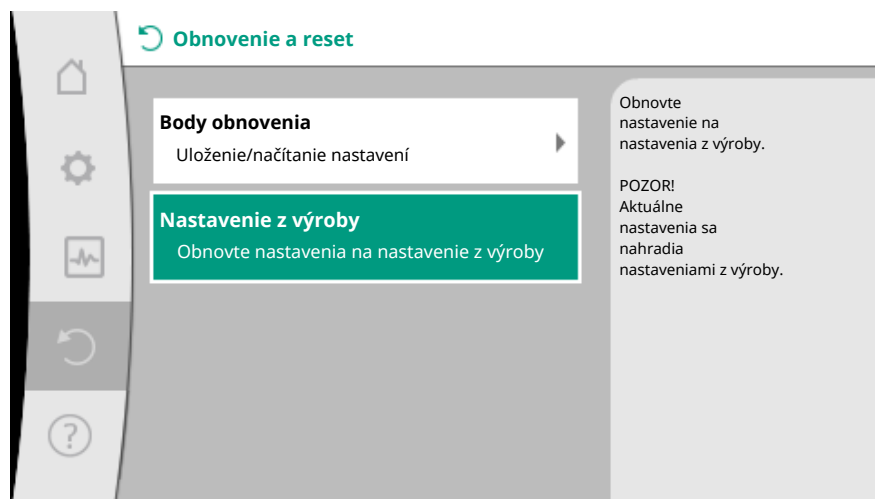 Obnovenie a reset
Body obnovenia
Uloženie/načítanie nastavení
Nastavenie z výroby
Obnovte nastavenia na nastavenie z výroby
Obnovte
nastavenie na
nastavenia z výroby.
POZOR!
Aktuálne
nastavenia sa
nahradia
nastaveniami z výroby.
?